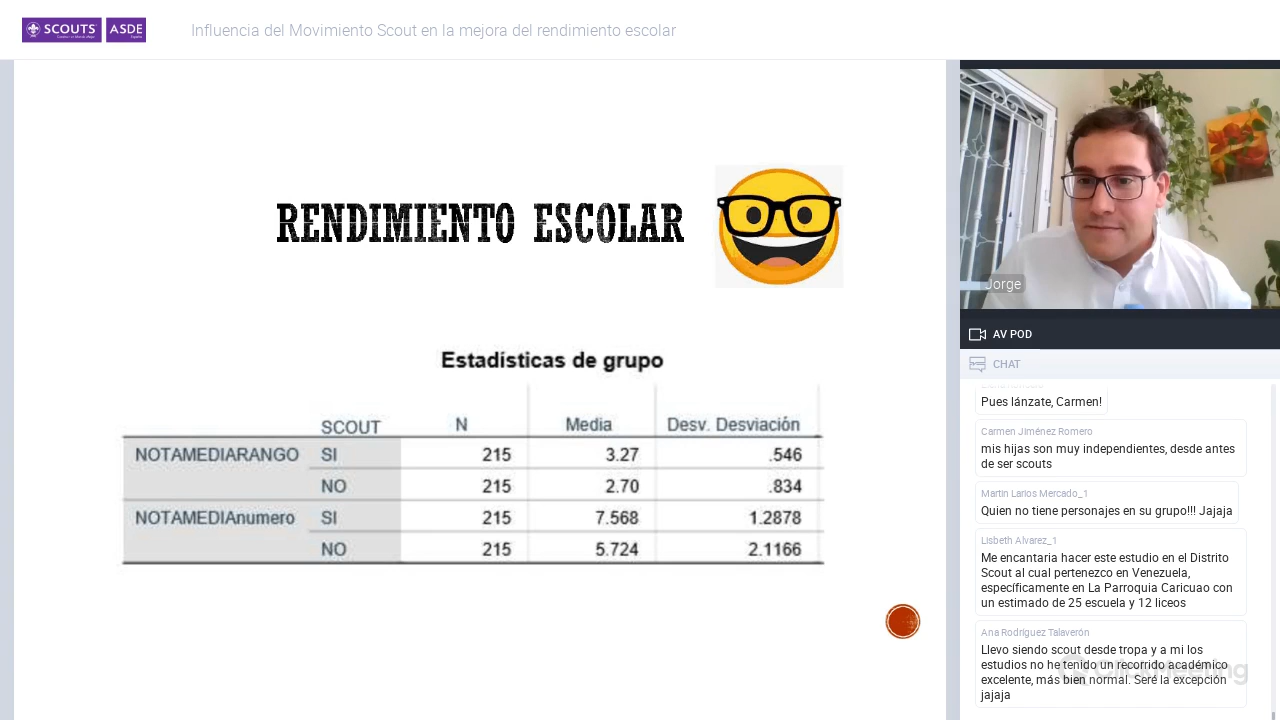 SCOUTS ASDE
Influencia del Movimiento Scout en la mejora del rendimiento escolar
RENDIMIENTO ESCOLAR
Estadísticas de grupo
SCOUT N Media Desv. Desviación
NOTAMEDIARANGO SI 215 3.27 .546
NO 215 2.70 .834
NOTAMEDIAnumero SI 215 7.568 1.2878
NO 215 5.724 2.1166
Jorge
AV POD
CHAT
Pues lánzate, Carmen!
Carmen Jiménez Romero
mis hijas son muy independientes, desde antes
de ser scouts
Martin Larios Mercado_1
Quien no tiene personajes en su grupo!!! Jajaja
Lisbeth Alvarez_1
Me encantaria hacer este estudio en el Distrito
Scout al cual pertenezco en Venezuela,
específicamente en La Parroquia Caricuao con
un estimado de 25 escuela y 12 liceos
Ana Rodríguez Talaverón
Llevo siendo scout desde tropa y a mi los
estudios no he tenido un recorrido académico
excelente, más bien normal. Seré la excepción
jajaja
ClickMeeting